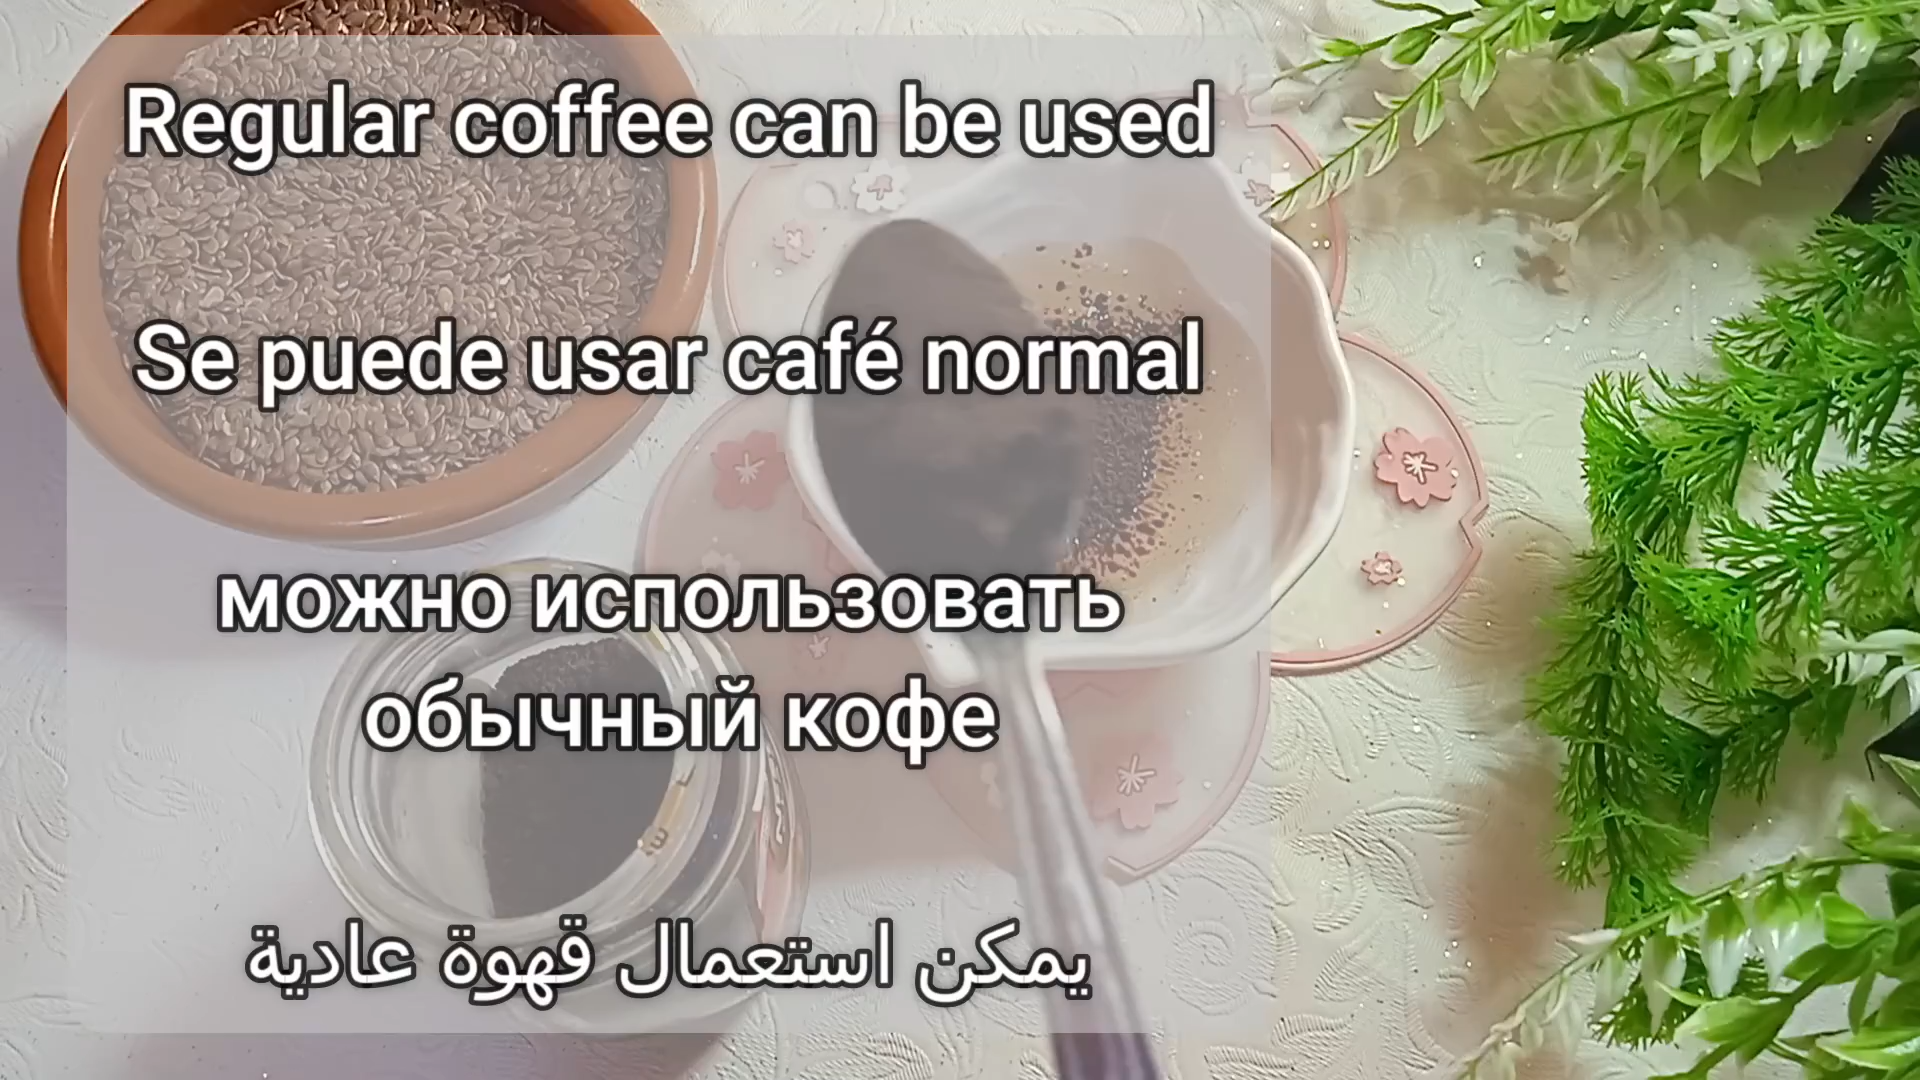 Regular coffee can be used
Se puede usar café normal
можно использовать
обычный кофе
يمكن استعمال قهوة عادية